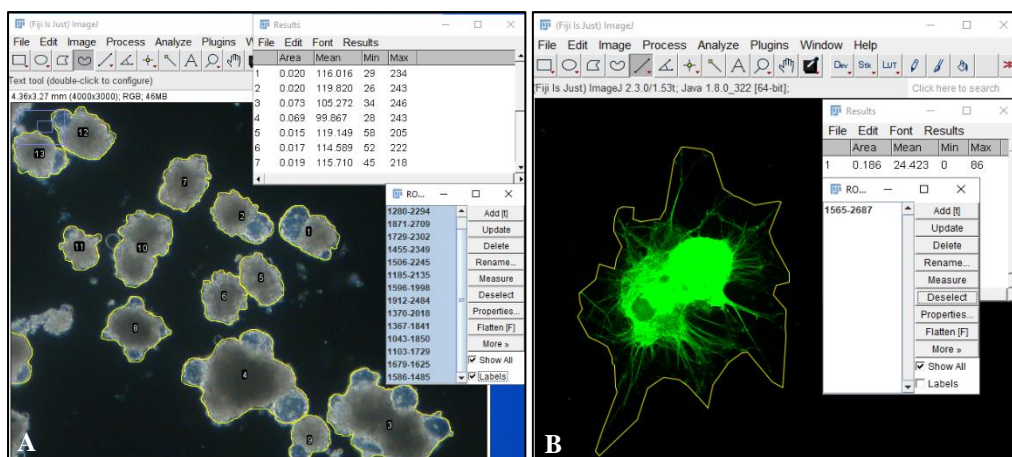 (Fiji Is Just) ImageJ
File Edit Image Process Analyze Plugins W
Text tool (double-click to configure)
4.36x3.27 mm (4000x3000); RGB; 46MB
Results
File Edit Font Results
Area Mean Min Max
1 0.020 116.016 29 234
2 0.020 119.820 26 243
3 0.073 105.272 34 246
4 0.069 99.867 28 243
5 0.015 119.149 58 205
6 0.017 114.589 52 222
7 0.019 115.710 45 218
RO...
1280-2294
1871-2709
1729-2302
1455-2349
1506-2245
1185-2135
1596-1998
1912-2484
1370-2018
1367-1841
1043-1850
1103-1729
1679-1625
1586-1485
Add [t]
Update
Delete
Rename...
Measure
Deselect
Properties...
Flatten [F]
More »
Show All
Labels
12
13
7
2
1
11
10
5
6
8
4
3
9
A
(Fiji Is Just) ImageJ
File Edit Image Process Analyze Plugins Window Help
Dev Stk LUT
(Fiji Is Just) ImageJ 2.3.0/1.53t; Java 1.8.0_322 [64-bit];
Click here to search
Results
File Edit Font Results
Area Mean Min Max
1 0.186 24.423 0 86
RO...
1565-2687
Add [t]
Update
Delete
Rename...
Measure
Deselect
Properties...
Flatten [F]
More »
Show All
Labels
B